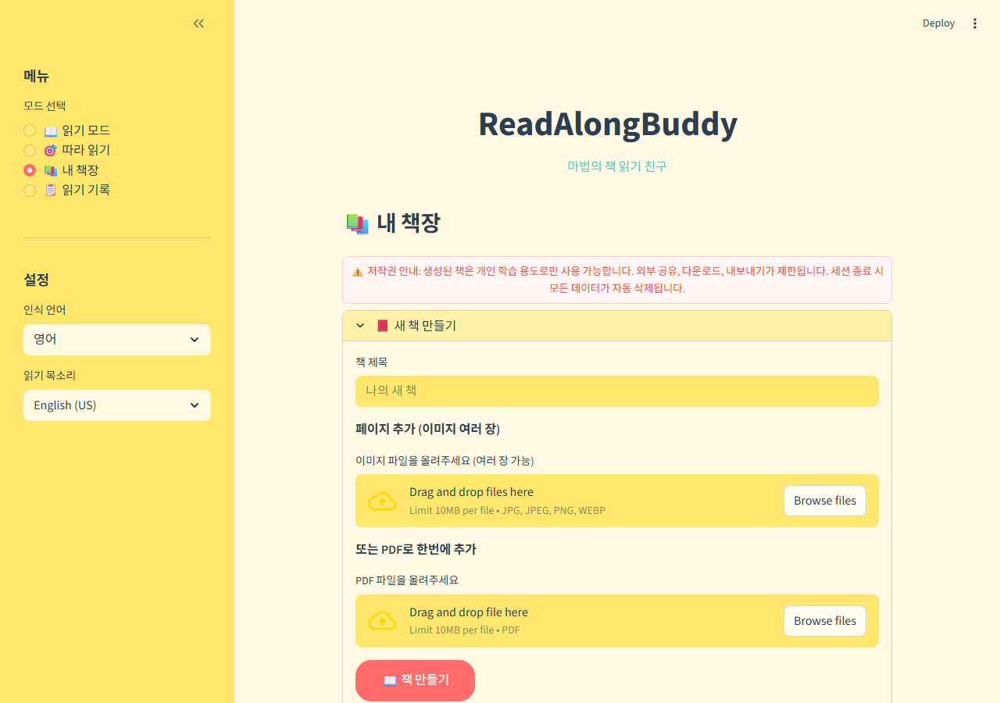 Deploy
메뉴
모드 선택
📖 읽기 모드
🎯 따라 읽기
📚 내 책장
📋 읽기 기록
설정
인식 언어
영어
읽기 목소리
English (US)
ReadAlongBuddy
마법의 책 읽기 친구
📚 내 책장
⚠️ 저작권 안내: 생성된 책은 개인 학습 용도로만 사용 가능합니다. 외부 공유, 다운로드, 내보내기가 제한됩니다. 세션 종료 시
모든 데이터가 자동 삭제됩니다.
📕 새 책 만들기
책 제목
나의 새 책
페이지 추가 (이미지 여러 장)
이미지 파일을 올려주세요 (여러 장 가능)
Drag and drop files here
Limit 10MB per file • JPG, JPEG, PNG, WEBP
Browse files
또는 PDF로 한번에 추가
PDF 파일을 올려주세요
Drag and drop file here
Limit 10MB per file • PDF
Browse files
📖 책 만들기